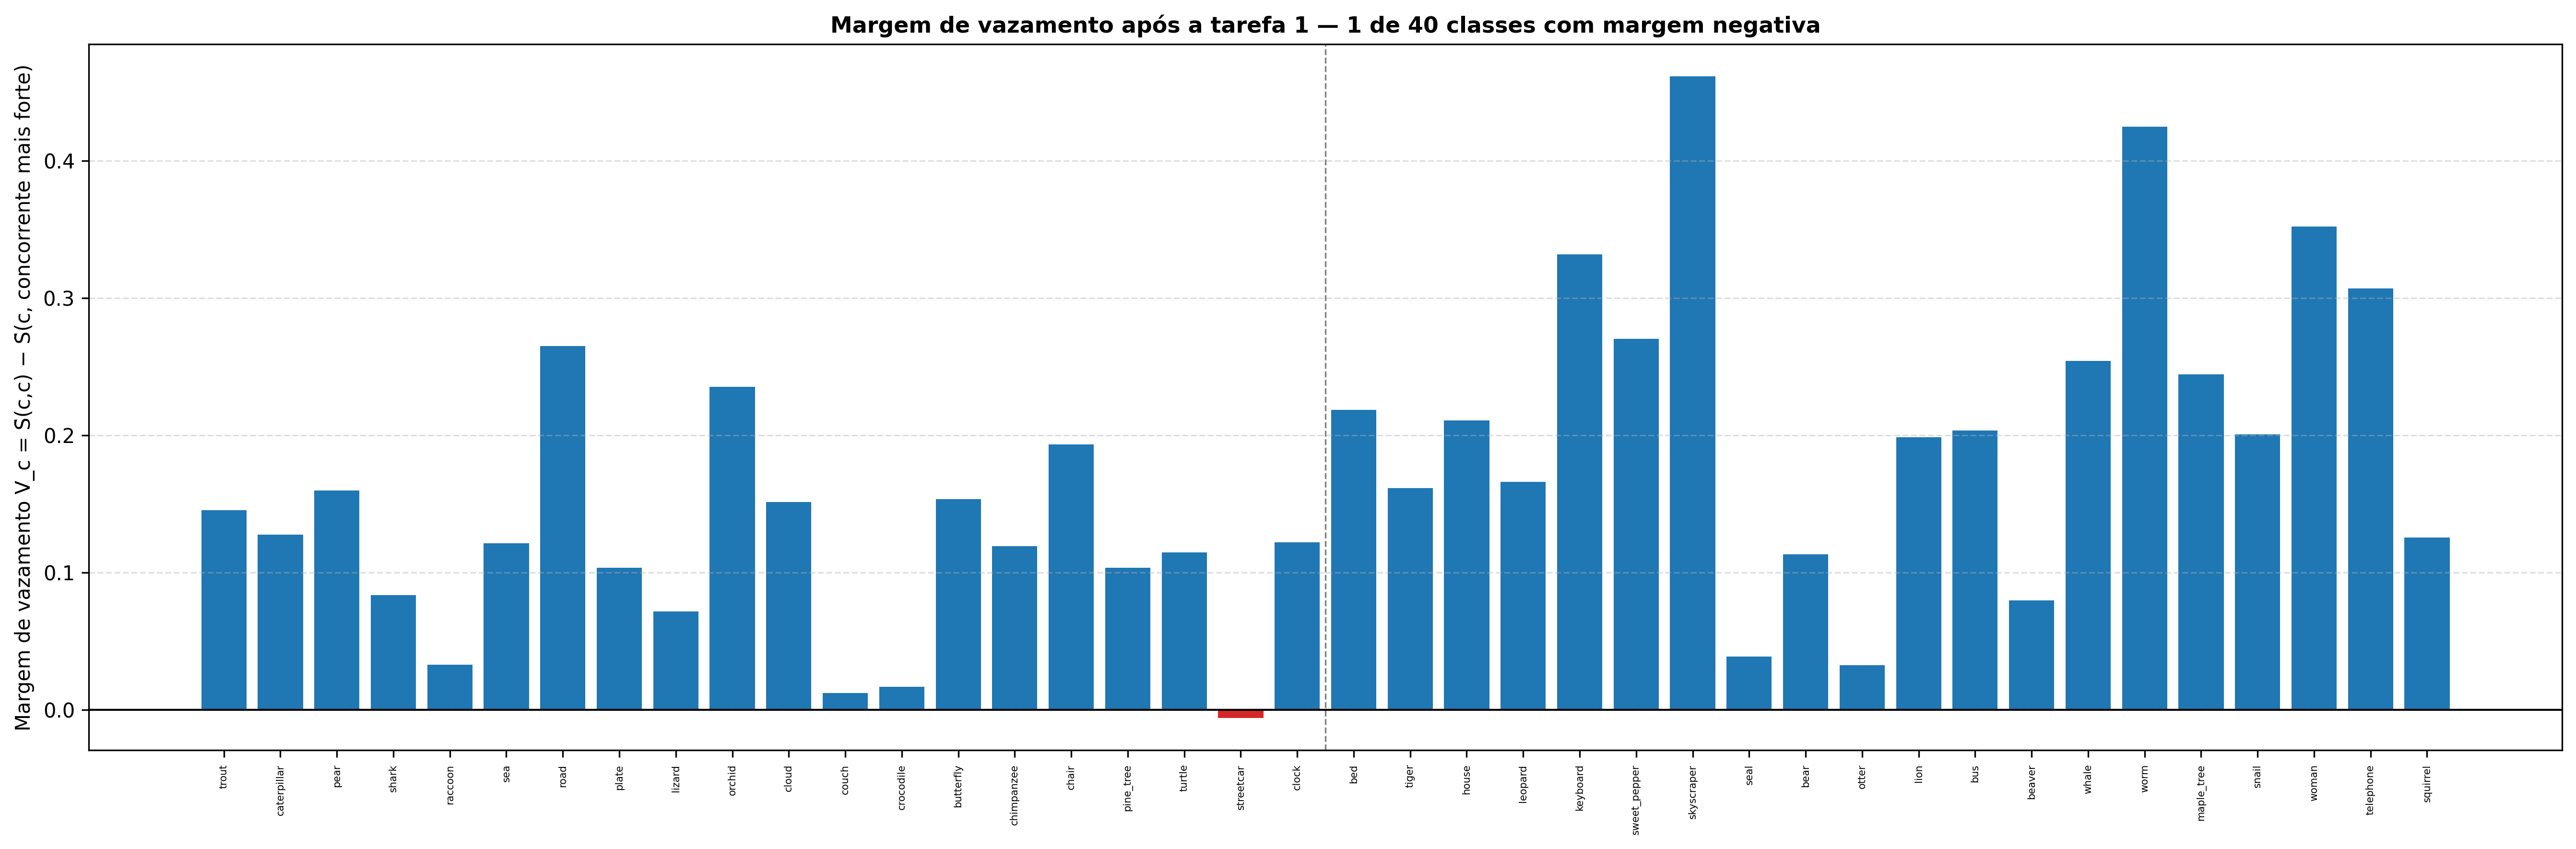 Margem de vazamento após a tarefa 1 — 1 de 40 classes com margem negativa
Margem de vazamento V_c = S(c,c) − S(c, concorrente mais forte)
0.4
0.3
0.2
0.1
0.0
trout
caterpillar
pear
shark
raccoon
sea
road
plate
lizard
orchid
cloud
couch
crocodile
butterfly
chimpanzee
chair
pine_tree
turtle
streetcar
clock
bed
tiger
house
leopard
keyboard
sweet_pepper
skyscraper
seal
bear
otter
lion
bus
beaver
whale
worm
maple_tree
snail
woman
telephone
squirrel